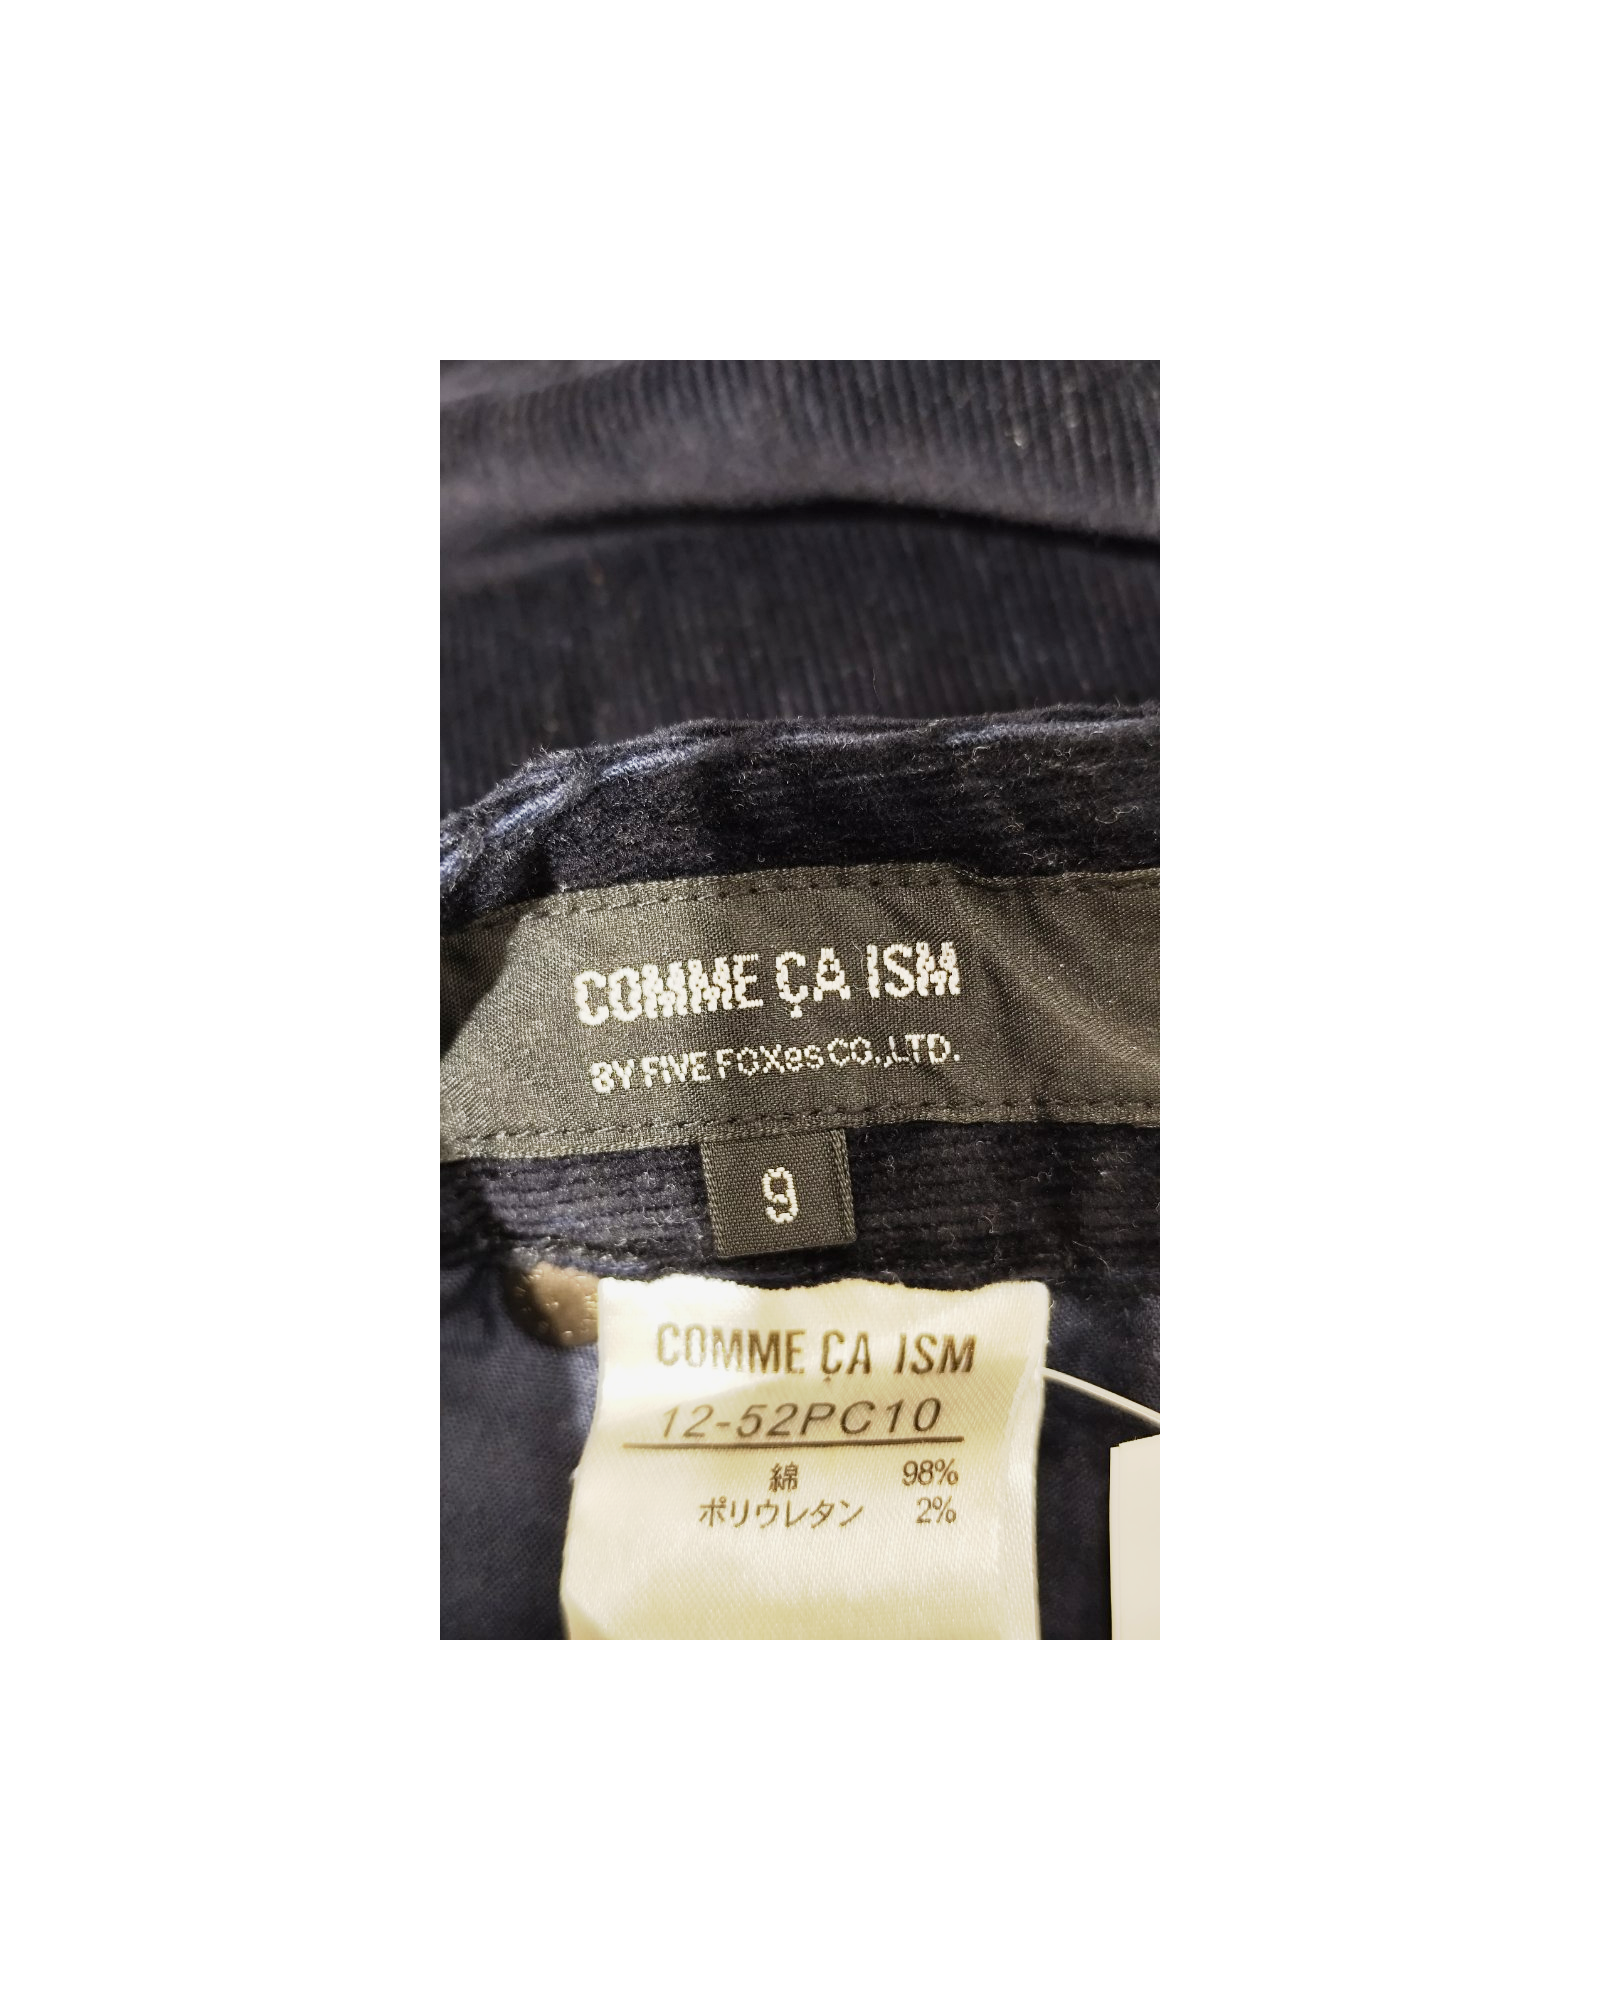 COMME ÇA ISM
BY FIVE FOXes CO.,LTD.
9
COMME ÇA ISM
12-52PC10
綿 98%
ポリウレタン 2%